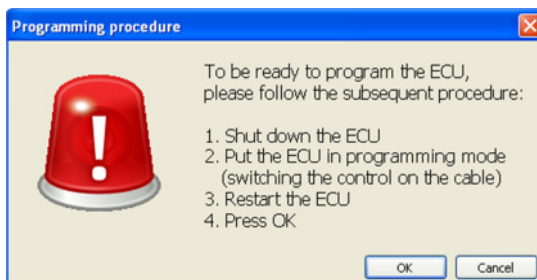 Programming procedure
To be ready to program the ECU,
please follow the subsequent procedure:
1. Shut down the ECU
2. Put the ECU in programming mode
(switching the control on the cable)
3. Restart the ECU
4. Press OK
OK
Cancel